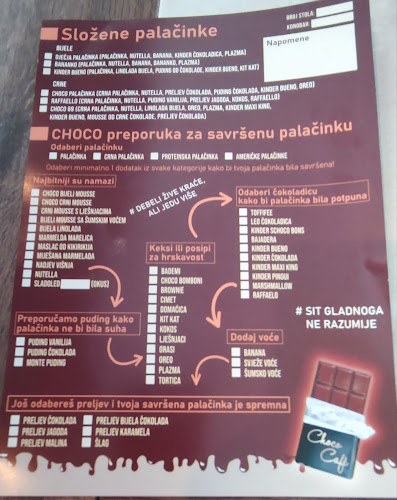 BROJ STOLA
KONOBAR
Napomene
Složene palačinke
BIJELE
DJEČJA PALAČINKA (PALAČINKA, NUTELLA, BANANA, KINDER ČOKOLADICA, PLAZMA)
BANANKO (PALAČINKA, NUTELLA, BANANA, BANANKO, PLAZMA)
KINDER BUENO (PALAČINKA, LINOLADA BIJELA, PUDING OD ČOKOLADE, KINDER BUENO, KIT KAT)
CRNE
CHOCO PALAČINKA (CRNA PALAČINKA, NUTELLA, PRELJEV ČOKOLADA, PUDING ČOKOLADA, KINDER BUENO, OREO)
RAFFAELLO (CRNA PALAČINKA, NUTELLA, PUDING VANILIJA, PRELJEV JAGODA, KOKOS, RAFFAELLO)
CHOCO 09 (CRNA PALAČINKA, NUTELLA, LINOLADA BIJELA, OREO, PLAZMA, KINDER MAXI KING,
KINDER BUENO, MOUSSE OD CRNE ČOKOLADE, PRELJEV ČOKOLADA)
CHOCO preporuka za savršenu palačinku
Odaberi palačinku
PALAČINKA
CRNA PALAČINKA
PROTEINSKA PALAČINKA
AMERIČKE PALAČINKE
Odaberi minimalno 1 dodatak iz svake kategorije kako bi tvoja palačinka bila savršena!
Najbitniji su namazi
CHOCO BIJELI MOUSSE
CHOCO CRNI MOUSSE
CRNI MOUSSE S LJEŠNJACIMA
BIJELI MOUSSE SA ŠUMSKIM VOĆEM
BIJELA LINOLADA
MARMELDA MARELICA
MASLAC OD KIKIRIKIJA
MIJEŠANA MARMELADA
NADJEV VIŠNJA
NUTELLA
SLADOLED (OKUS)
# DEBELI ŽIVE KRAĆE,
ALI JEDU VIŠE
Odaberi čokoladicu
kako bi palačinka bila potpuna
TOFFIFEE
LEO ČOKOLADICA
KINDER SCHOKO BONS
BAJADERA
KINDER BUENO
KINDER ČOKOLADA
KINDER MAXI KING
KINDER PINGUI
MARSHMALLOW
RAFAELO
Keksi ili posipi
za hrskavost
BADEMI
CHOCO BOMBONI
BROWNIE
CIMET
DOMAĆICA
KIT KAT
KOKOS
LJEŠNJACI
ORASI
OREO
PLAZMA
TORTICA
Preporučamo puding kako
palačinka ne bi bila suha
PUDING VANILIJA
PUDING ČOKOLADA
MONTE PUDING
Dodaj voće
BANANA
SVJEŽE VOĆE
ŠUMSKO VOĆE
# SIT GLADNOGA
NE RAZUMIJE
Još odabereš preljev i tvoja savršena palačinka je spremna
PRELJEV ČOKOLADA
PRELJEV JAGODA
PRELJEV MALINA
PRELJEV BIJELA ČOKOLADA
PRELJEV KARAMELA
ŠLAG
Choco
Café